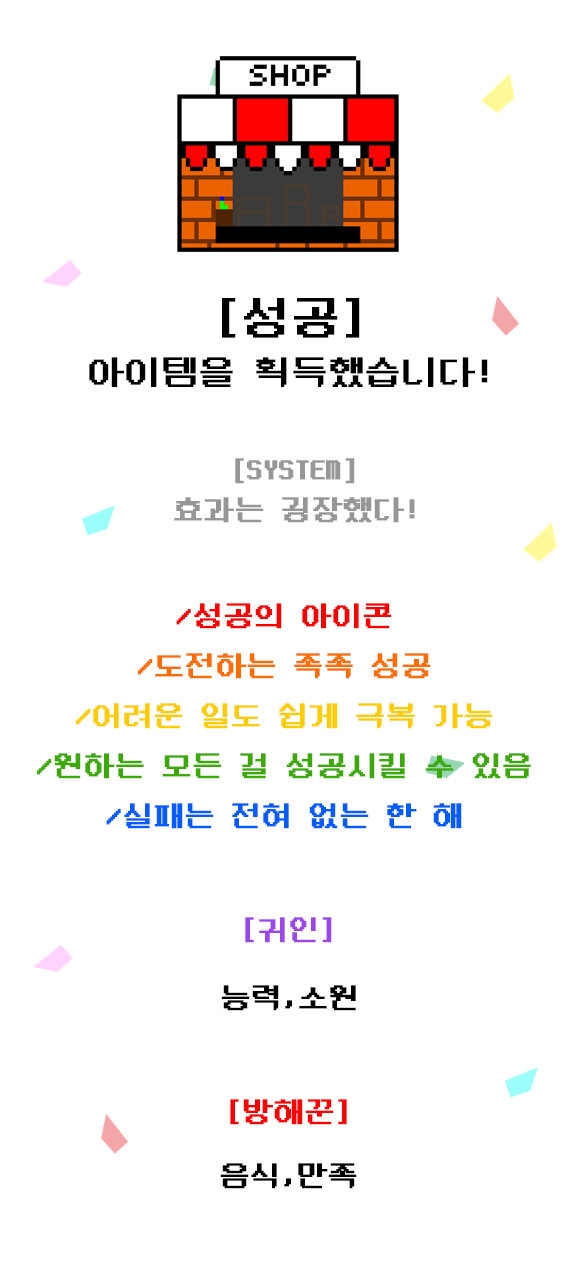 SHOP
[성공]
아이템을 획득했습니다!
[SYSTEM]
효과는 굉장했다!
/성공의 아이콘
/도전하는 족족 성공
/어려운 일도 쉽게 극복 가능
/원하는 모든 걸 성공시킬 수 있음
/실패는 전혀 없는 한 해
[귀인]
능력,소원
[방해꾼]
음식,만족